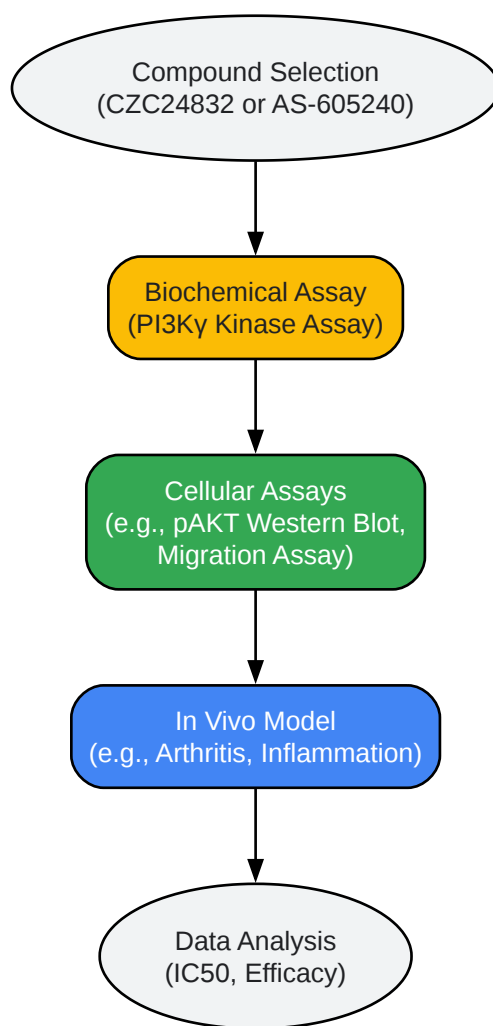 Compound Selection
(CZC24832 or AS-605240)
Biochemical Assay
(PI3Kγ Kinase Assay)
Cellular Assays
(e.g., pAKT Western Blot,
Migration Assay)
In Vivo Model
(e.g., Arthritis, Inflammation)
Data Analysis
(IC50, Efficacy)